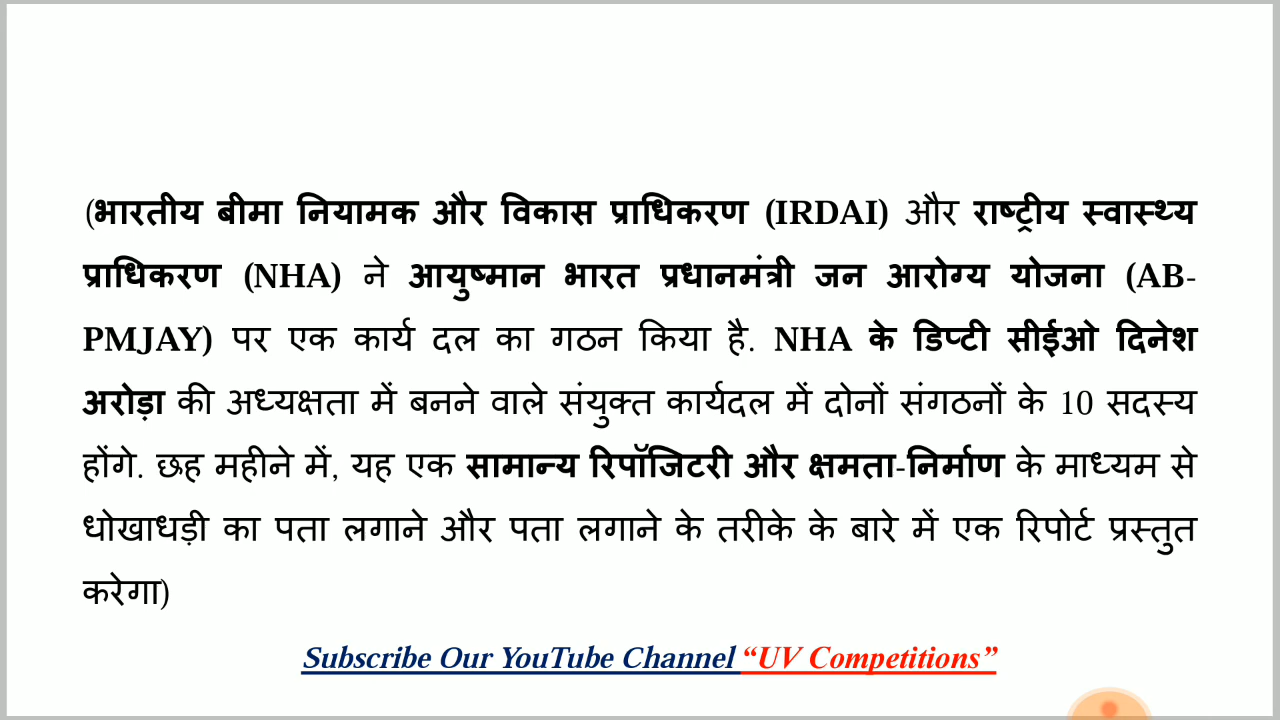 (भारतीय बीमा नियामक और विकास प्राधिकरण (IRDAI) और राष्ट्रीय स्वास्थ्य
प्राधिकरण (NHA) ने आयुष्मान भारत प्रधानमंत्री जन आरोग्य योजना (AB-
PMJAY) पर एक कार्य दल का गठन किया है. NHA के डिप्टी सीईओ दिनेश
अरोड़ा की अध्यक्षता में बनने वाले संयुक्त कार्यदल में दोनों संगठनों के 10 सदस्य
होंगे. छह महीने में, यह एक सामान्य रिपॉजिटरी और क्षमता-निर्माण के माध्यम से
धोखाधड़ी का पता लगाने और पता लगाने के तरीके के बारे में एक रिपोर्ट प्रस्तुत
करेगा)
Subscribe Our YouTube Channel “UV Competitions”